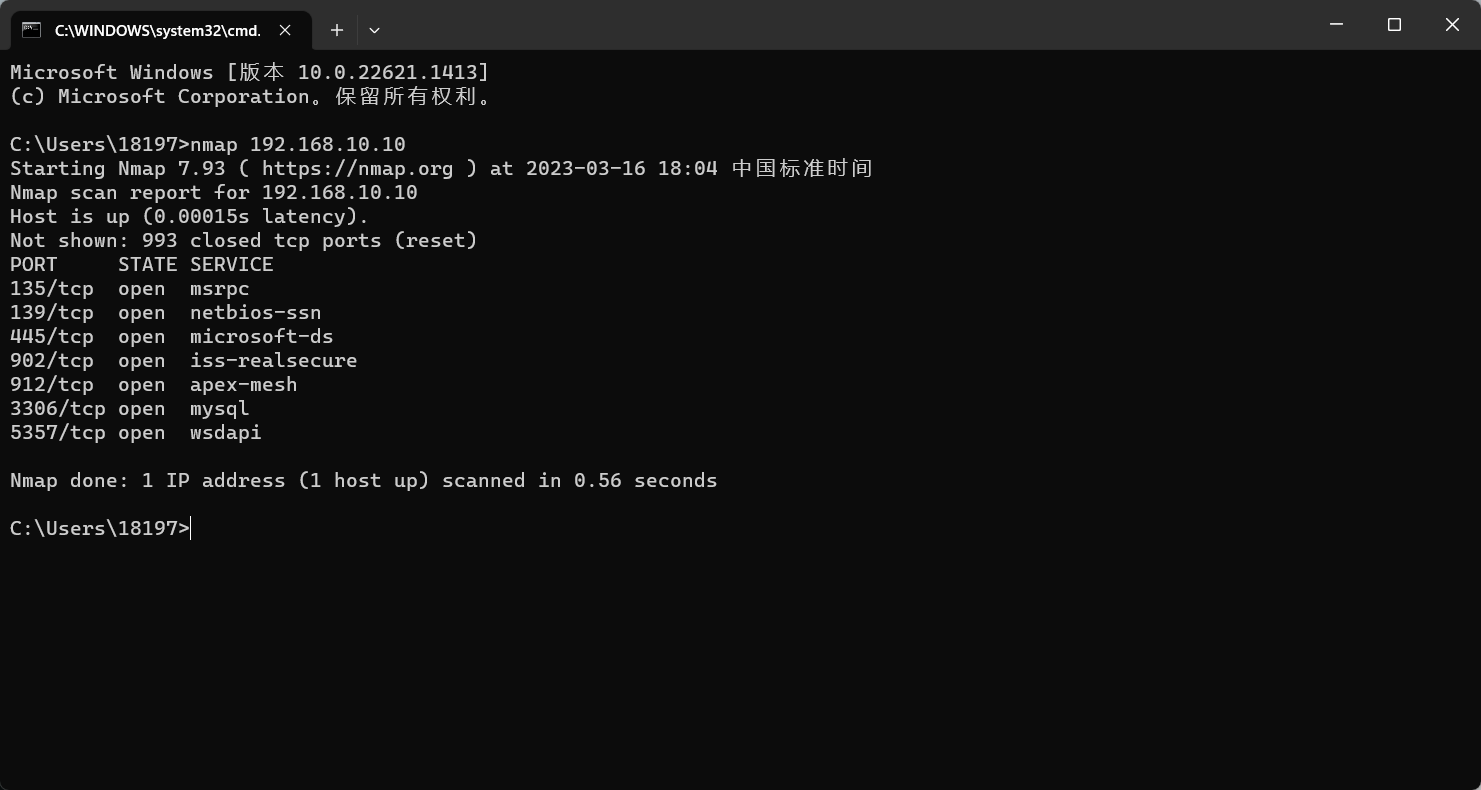 C:\WINDOWS\system32\cmd.
Microsoft Windows [版本 10.0.22621.1413]
(c) Microsoft Corporation。保留所有权利。
C:\Users\18197>nmap 192.168.10.10
Starting Nmap 7.93 ( https://nmap.org ) at 2023-03-16 18:04 中国标准时间
Nmap scan report for 192.168.10.10
Host is up (0.00015s latency).
Not shown: 993 closed tcp ports (reset)
PORT     STATE SERVICE
135/tcp  open  msrpc
139/tcp  open  netbios-ssn
445/tcp  open  microsoft-ds
902/tcp  open  iss-realsecure
912/tcp  open  apex-mesh
3306/tcp open  mysql
5357/tcp open  wsdapi
Nmap done: 1 IP address (1 host up) scanned in 0.56 seconds
C:\Users\18197>